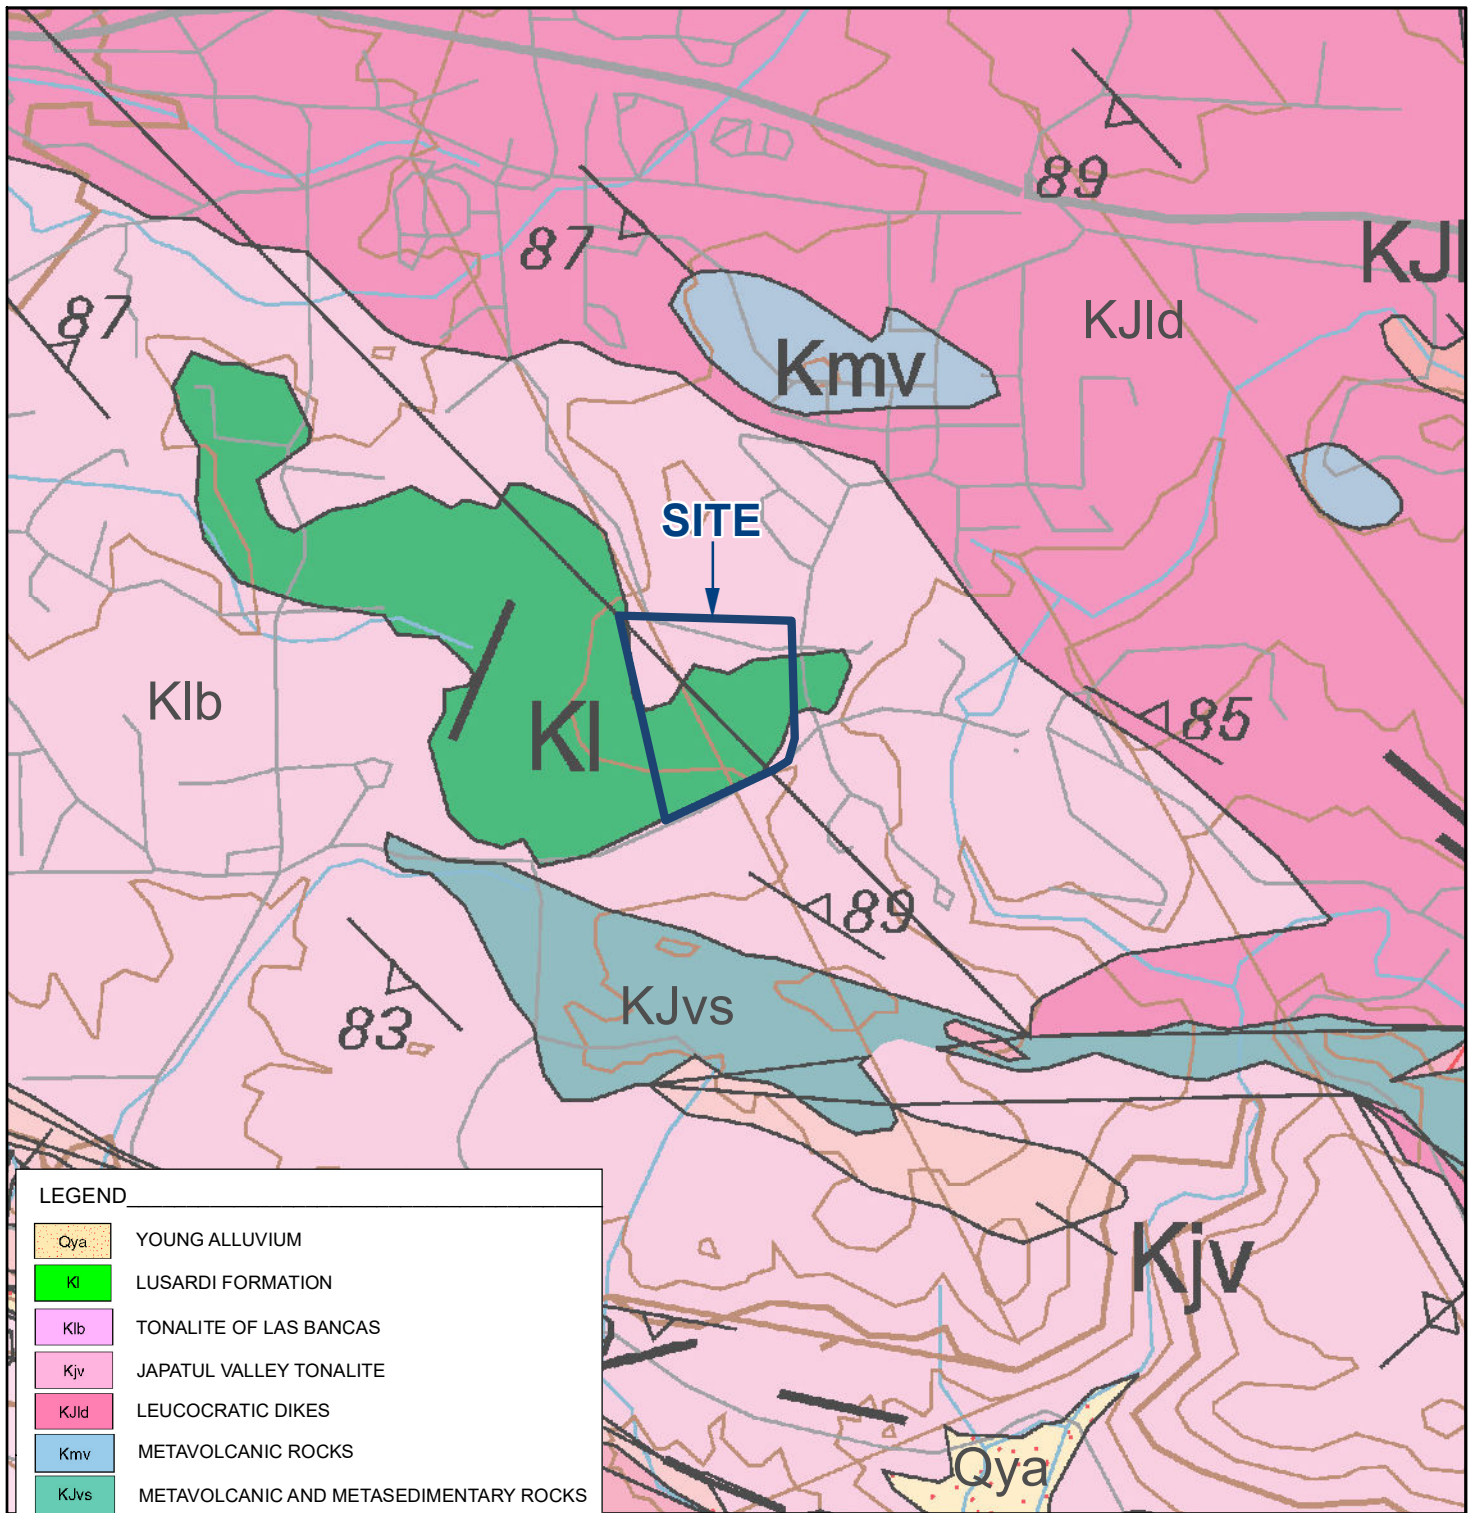 89
87
KJl
87
KJld
Kmv
SITE
Klb
Kl
85
89
KJvs
83
Kjv
Qya
LEGEND
Qya YOUNG ALLUVIUM
Kl LUSARDI FORMATION
Klb TONALITE OF LAS BANCAS
Kjv JAPATUL VALLEY TONALITE
KJld LEUCOCRATIC DIKES
Kmv METAVOLCANIC ROCKS
KJvs METAVOLCANIC AND METASEDIMENTARY ROCKS